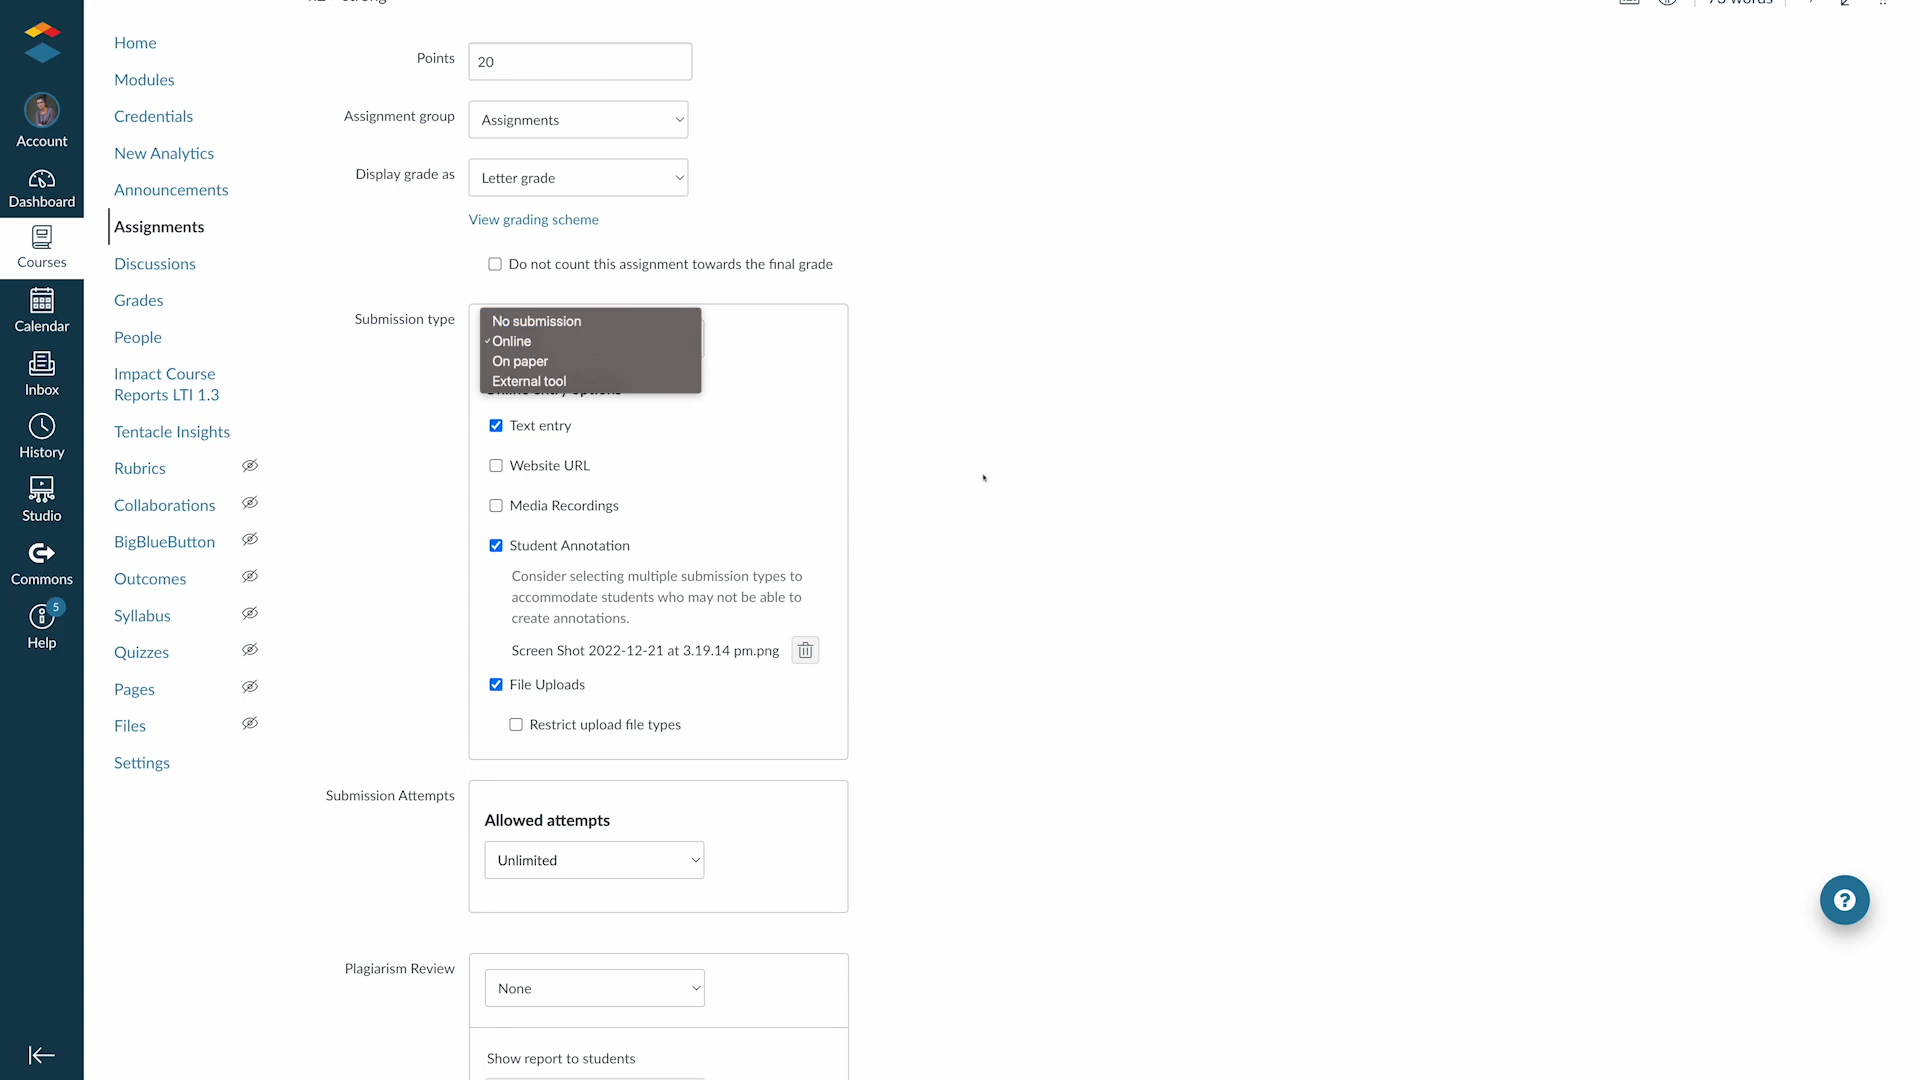 Account
Dashboard
Courses
Calendar
Inbox
History
Studio
Commons
5
Help
Home
Modules
Credentials
New Analytics
Announcements
Assignments
Discussions
Grades
People
Impact Course
Reports LTI 1.3
Tentacle Insights
Rubrics
Collaborations
BigBlueButton
Outcomes
Syllabus
Quizzes
Pages
Files
Settings
Points
20
Assignment group
Assignments
Display grade as
Letter grade
View grading scheme
Do not count this assignment towards the final grade
Submission type
No submission
Online
On paper
External tool
Text entry
Website URL
Media Recordings
Student Annotation
Consider selecting multiple submission types to
accommodate students who may not be able to
create annotations.
Screen Shot 2022-12-21 at 3.19.14 pm.png
File Uploads
Restrict upload file types
Submission Attempts
Allowed attempts
Unlimited
Plagiarism Review
None
Show report to students